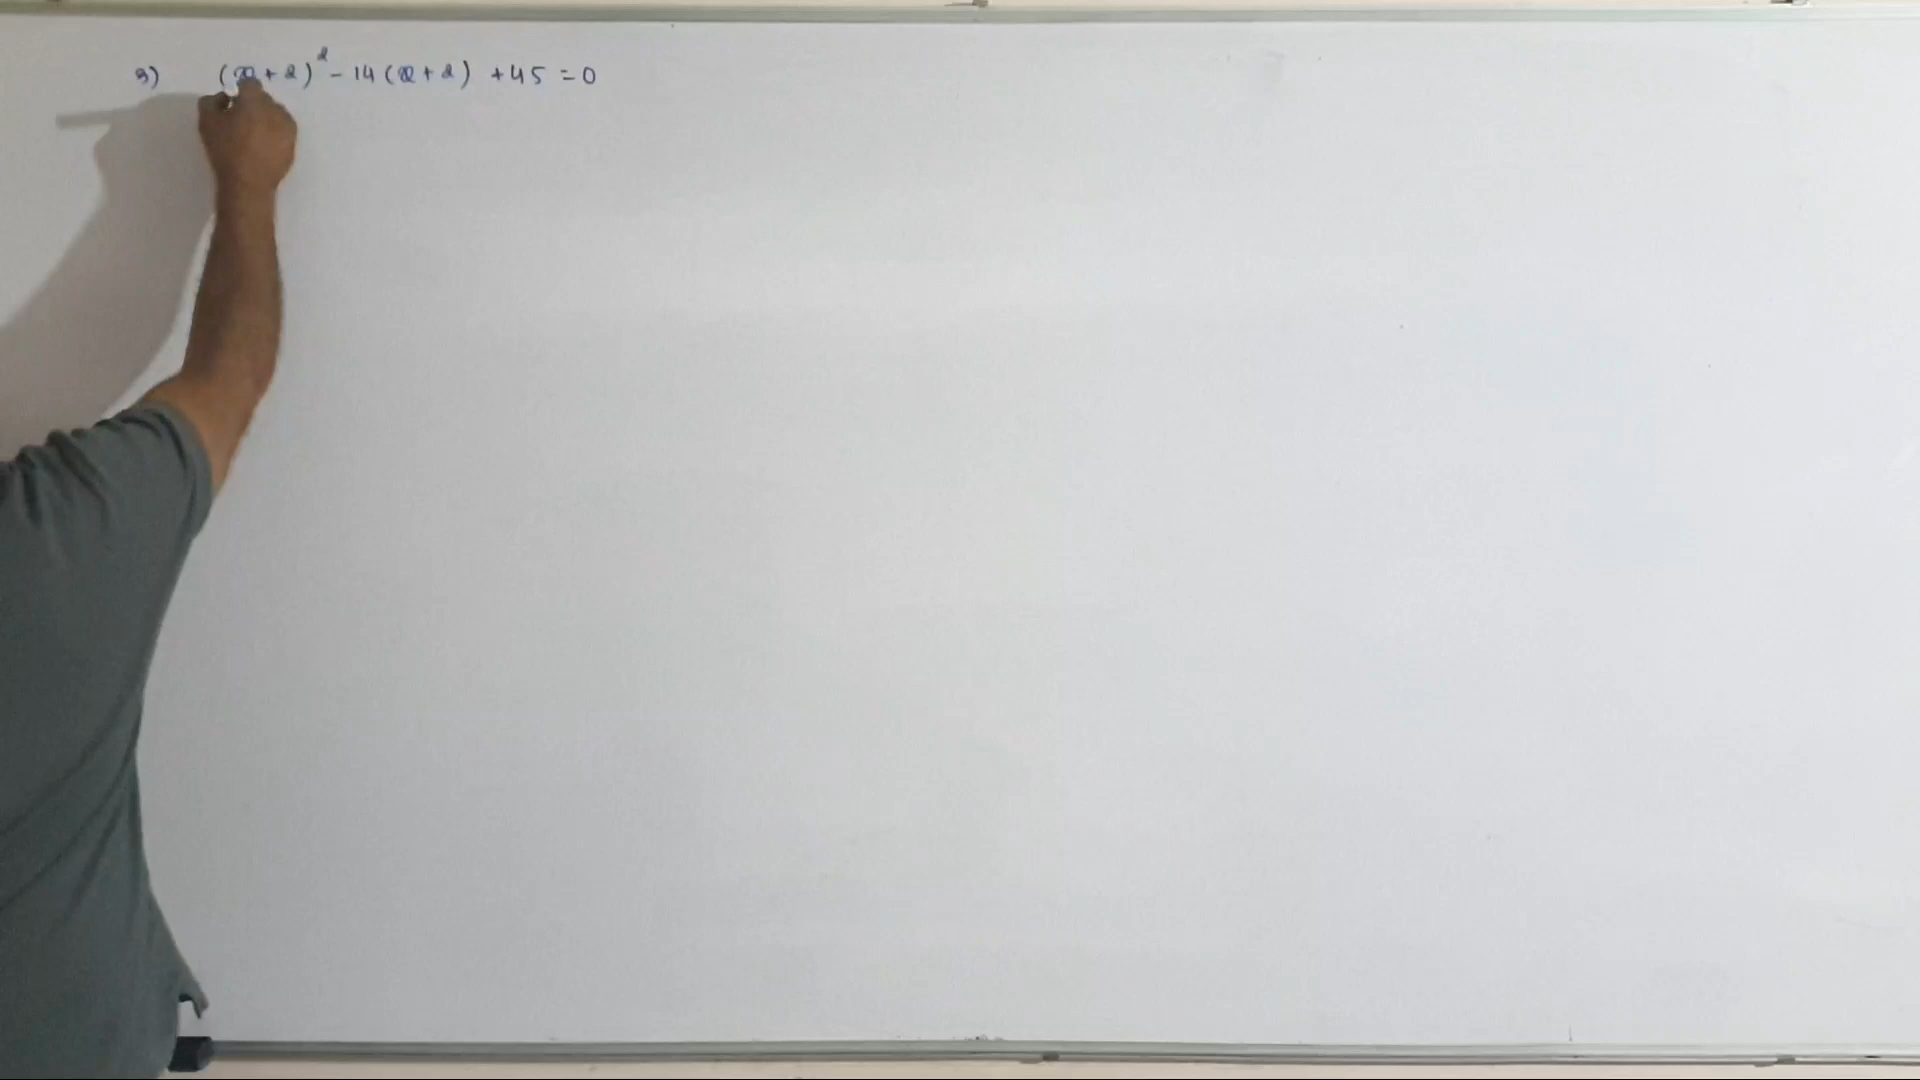 3) (x+2)² - 14(x+2) + 45 = 0